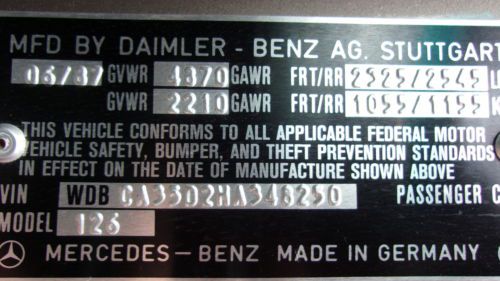 MFD BY DAIMLER - BENZ AG. STUTTGART
06/87 GVWR 4870 GAWR FRT/RR 2325/2545
GVWR 2210 GAWR FRT/RR 1055/1155
THIS VEHICLE CONFORMS TO ALL APPLICABLE FEDERAL MOTOR
VEHICLE SAFETY, BUMPER, AND THEFT PREVENTION STANDARDS
IN EFFECT ON THE DATE OF MANUFACTURE SHOWN ABOVE
VIN WDB CA35D2HA348250 PASSENGER
MODEL 126
MERCEDES-BENZ MADE IN GERMANY